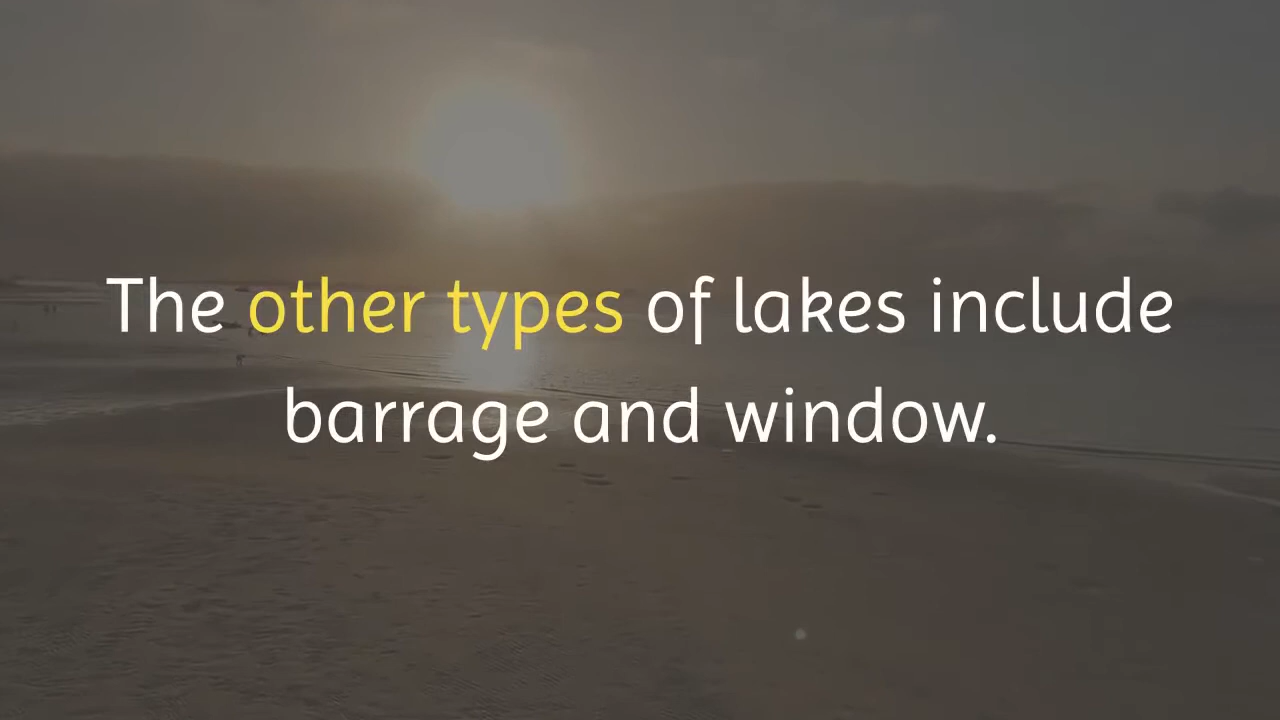 The other types of lakes include
barrage and window.